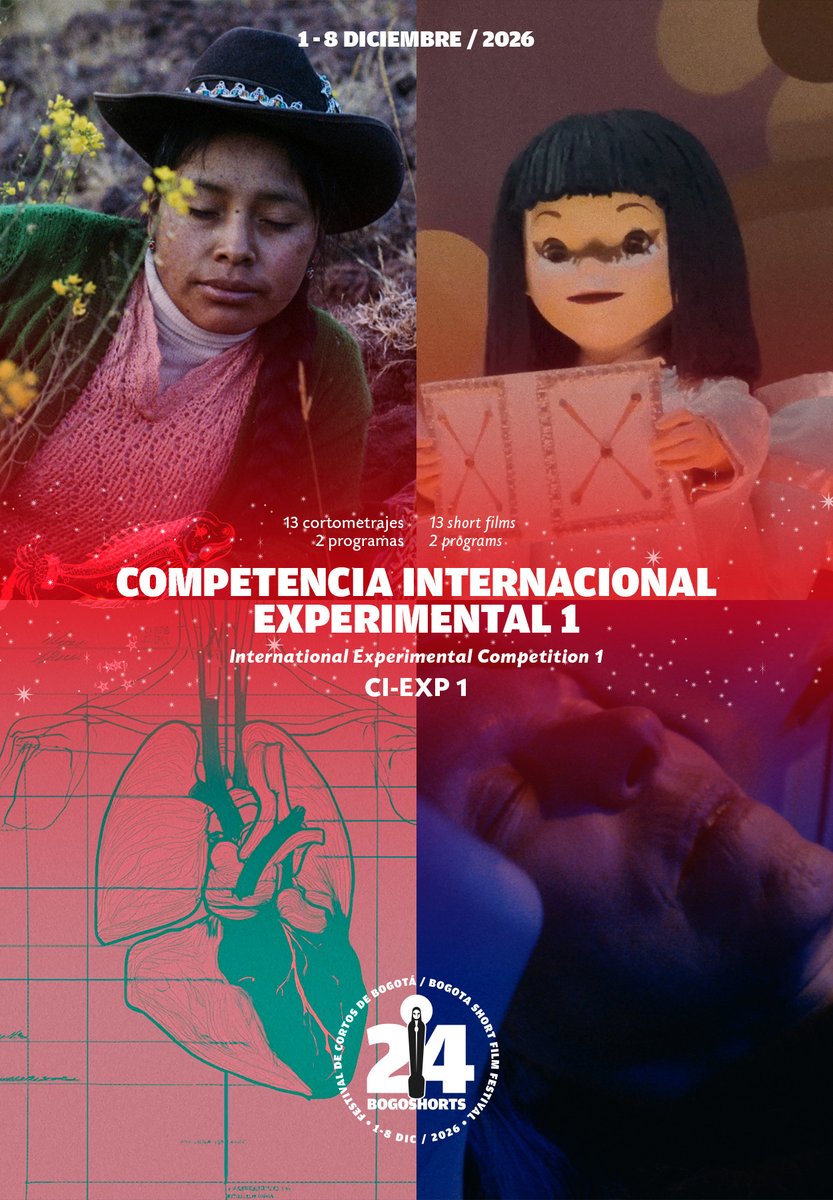 1 - 8 DICIEMBRE / 2026
13 cortometrajes
2 programas
13 short films
2 programs
COMPETENCIA INTERNACIONAL
EXPERIMENTAL 1
International Experimental Competition 1
CI-EXP 1
FESTIVAL DE CORTOS DE BOGOTÁ / BOGOTA SHORT FILM FESTIVAL
24
BOGOSHORTS
• 1-8 DIC / 2026 •